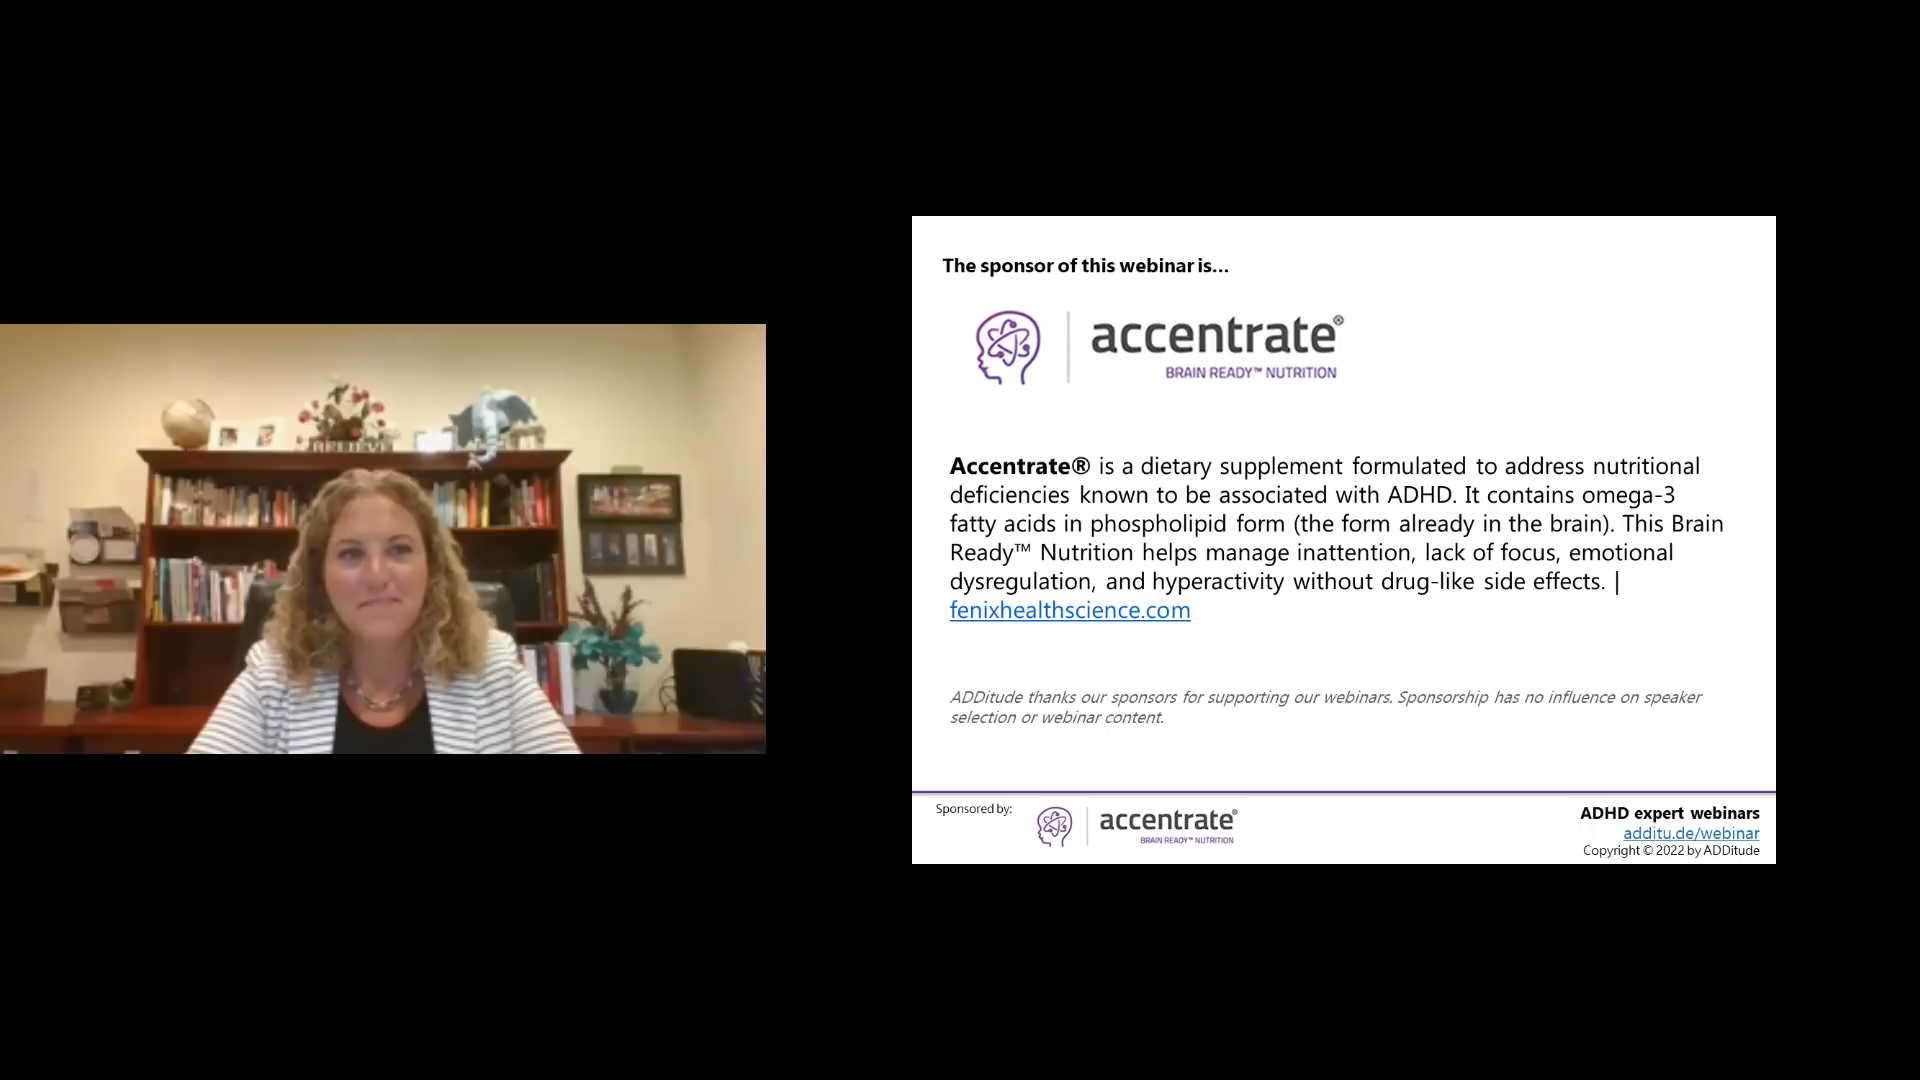 BELIEVE
The sponsor of this webinar is...
accentrate®
BRAIN READY™ NUTRITION
Accentrate® is a dietary supplement formulated to address nutritional
deficiencies known to be associated with ADHD. It contains omega-3
fatty acids in phospholipid form (the form already in the brain). This Brain
Ready™ Nutrition helps manage inattention, lack of focus, emotional
dysregulation, and hyperactivity without drug-like side effects. |
fenixhealthscience.com
ADDitude thanks our sponsors for supporting our webinars. Sponsorship has no influence on speaker
selection or webinar content.
Sponsored by:
accentrate®
BRAIN READY™ NUTRITION
ADHD expert webinars
additu.de/webinar
Copyright © 2022 by ADDitude